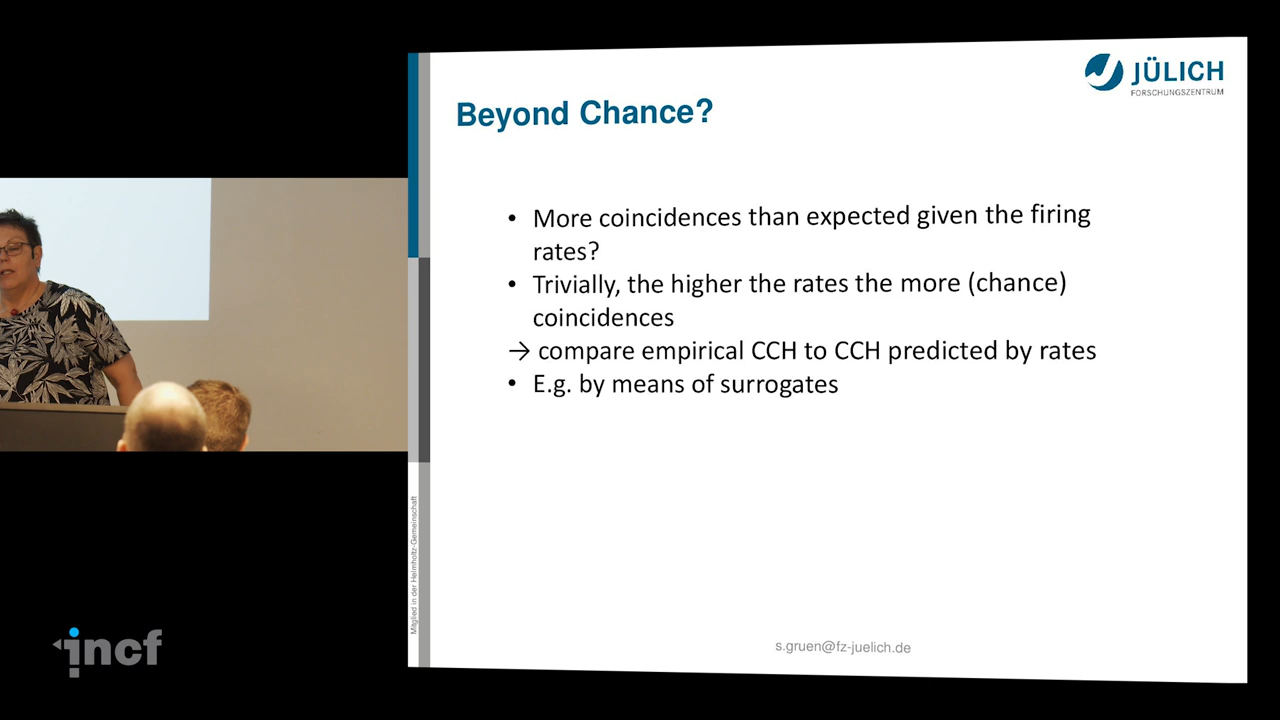 JÜLICH
FORSCHUNGSZENTRUM
Beyond Chance?
• More coincidences than expected given the firing
rates?
• Trivially, the higher the rates the more (chance)
coincidences
→ compare empirical CCH to CCH predicted by rates
• E.g. by means of surrogates
Mitglied in der Helmholtz-Gemeinschaft
s.gruen@fz-juelich.de
incf